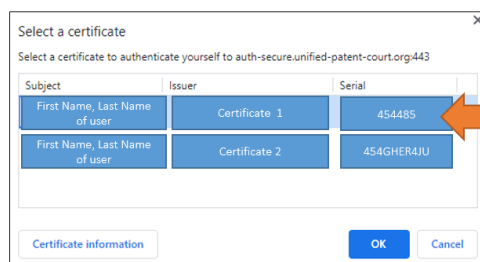 Select a certificate
Select a certificate to authenticate yourself to auth-secure.unified-patent-court.org:443
Subject Issuer Serial
First Name, Last Name of user Certificate 1 454485
First Name, Last Name of user Certificate 2 454GHER4JU
Certificate information OK Cancel